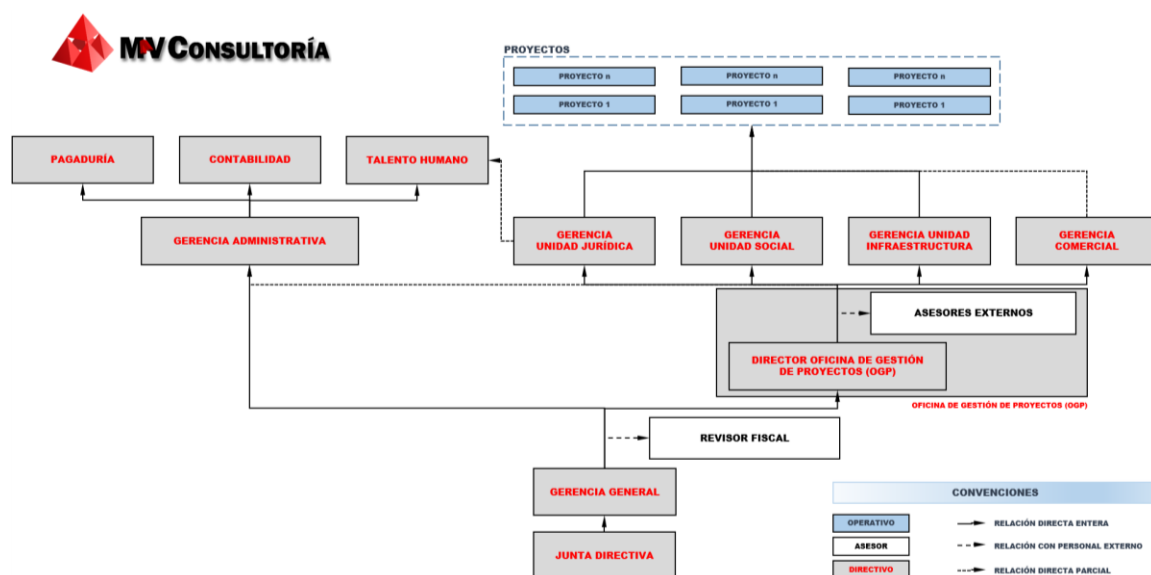 MV CONSULTORÍA
PROYECTOS
PROYECTO n
PROYECTO n
PROYECTO n
PROYECTO 1
PROYECTO 1
PROYECTO 1
PAGADURÍA
CONTABILIDAD
TALENTO HUMANO
GERENCIA ADMINISTRATIVA
GERENCIA
UNIDAD JURÍDICA
GERENCIA
UNIDAD SOCIAL
GERENCIA UNIDAD
INFRAESTRUCTURA
GERENCIA
COMERCIAL
ASESORES EXTERNOS
DIRECTOR OFICINA DE GESTIÓN
DE PROYECTOS (OGP)
OFICINA DE GESTIÓN DE PROYECTOS (OGP)
REVISOR FISCAL
GERENCIA GENERAL
JUNTA DIRECTIVA
CONVENCIONES
OPERATIVO
RELACIÓN DIRECTA ENTERA
ASESOR
RELACIÓN CON PERSONAL EXTERNO
DIRECTIVO
RELACIÓN DIRECTA PARCIAL